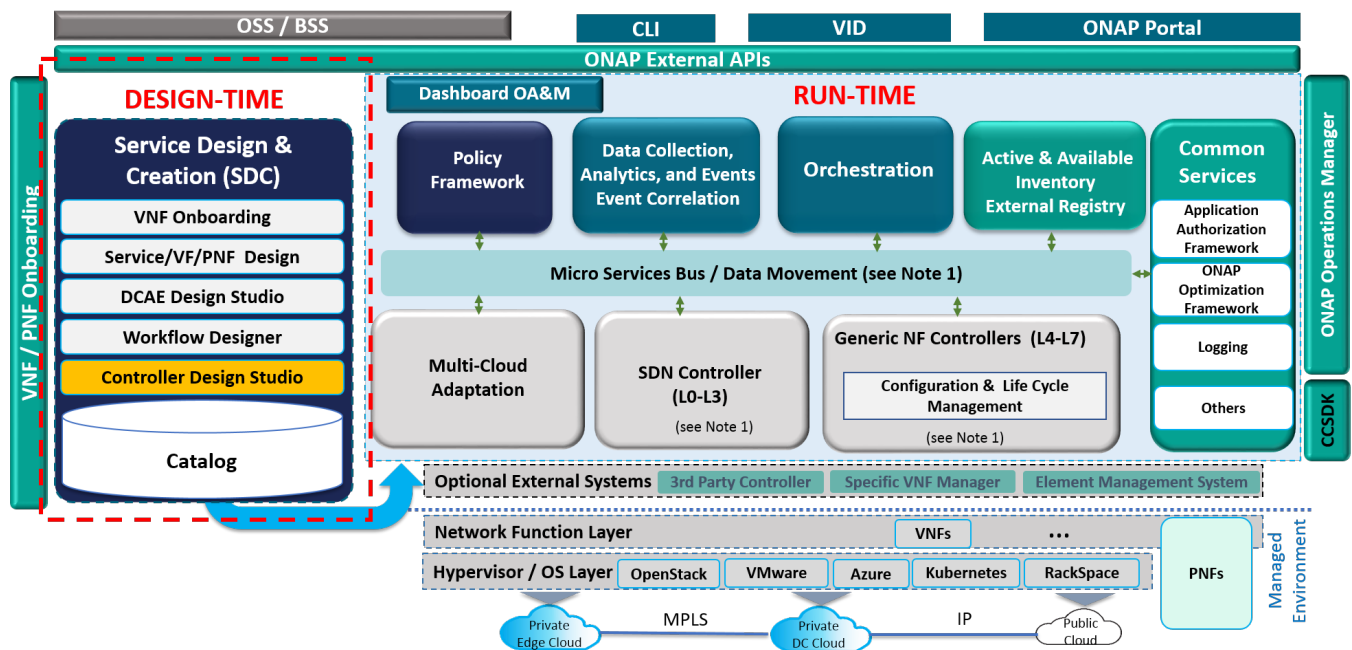 OSS / BSS
CLI
VID
ONAP Portal
ONAP External APIs
VNF / PNF Onboarding
DESIGN-TIME
Service Design &
Creation (SDC)
VNF Onboarding
Service/VF/PNF Design
DCAE Design Studio
Workflow Designer
Controller Design Studio
Catalog
Dashboard OA&M
RUN-TIME
Policy
Framework
Data Collection,
Analytics, and Events
Event Correlation
Orchestration
Active & Available
Inventory
External Registry
Common
Services
Application
Authorization
Framework
ONAP
Optimization
Framework
Logging
Others
Micro Services Bus / Data Movement (see Note 1)
Multi-Cloud
Adaptation
SDN Controller
(L0-L3)
(see Note 1)
Generic NF Controllers (L4-L7)
Configuration & Life Cycle
Management
(see Note 1)
ONAP Operations Manager
CCSDK
Optional External Systems
3rd Party Controller
Specific VNF Manager
Element Management System
Network Function Layer
VNFs
...
Hypervisor / OS Layer
OpenStack
VMware
Azure
Kubernetes
RackSpace
PNFs
Managed
Environment
Private
Edge Cloud
MPLS
Private
DC Cloud
IP
Public
Cloud